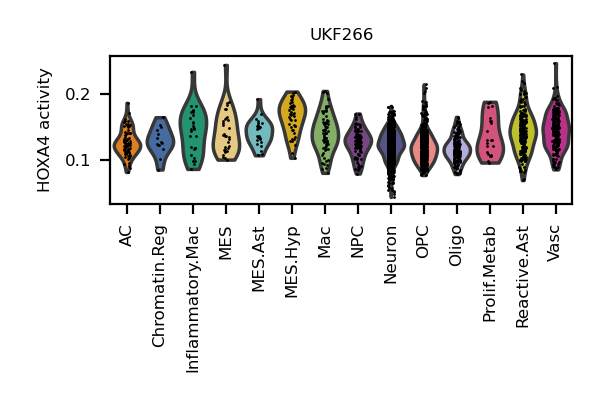 UKF266
HOXA4 activity
0.2
0.1
AC
Chromatin.Reg
Inflammatory.Mac
MES
MES.Ast
MES.Hyp
Mac
NPC
Neuron
OPC
Oligo
Prolif.Metab
Reactive.Ast
Vasc